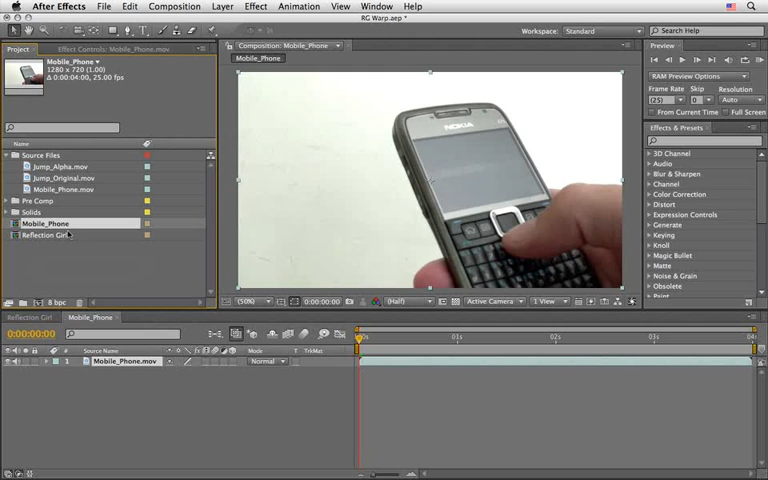 After Effects File Edit Composition Layer Effect Animation View Window Help
RG Warp.aep *
Workspace: Standard Search Help
Project Effect Controls: Mobile_Phone.mov
Composition: Mobile_Phone
Mobile_Phone
Preview
RAM Preview Options
Frame Rate Skip Resolution
(25) 0 Auto
From Current Time Full Screen
Mobile_Phone
1280 x 720 (1.00)
Δ 0:00:04:00, 25.00 fps
Name
Source Files
Jump_Alpha.mov
Jump_Original.mov
Mobile_Phone.mov
Pre Comp
Solids
Mobile_Phone
Reflection Girl
8 bpc
NOKIA
Effects & Presets
3D Channel
Audio
Blur & Sharpen
Channel
Color Correction
Distort
Expression Controls
Generate
Keying
Knoll
Magic Bullet
Matte
Noise & Grain
Obsolete
Paint
(50%) 0:00:00:00 (Half) Active Camera 1 View
Reflection Girl Mobile_Phone
0:00:00:00
# Source Name Mode T TrkMat
1 Mobile_Phone.mov Normal
01s 02s 03s